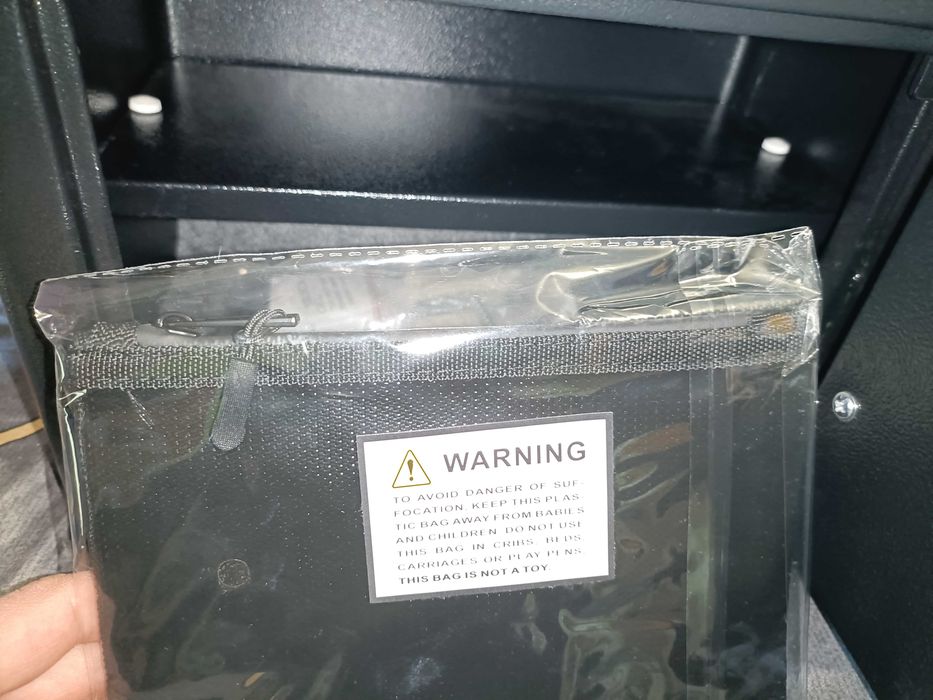 WARNING
TO AVOID DANGER OF SUF-
FOCATION, KEEP THIS PLAS-
TIC BAG AWAY FROM BABIES
AND CHILDREN. DO NOT USE
THIS BAG IN CRIBS, BEDS,
CARRIAGES OR PLAY PENS.
THIS BAG IS NOT A TOY